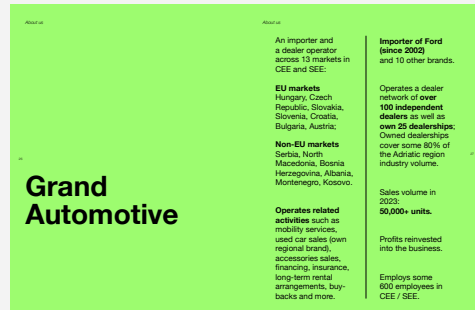 About us
About us
Grand
Automotive
An importer and
a dealer operator
across 13 markets in
CEE and SEE:
EU markets
Hungary, Czech
Republic, Slovakia,
Slovenia, Croatia,
Bulgaria, Austria;
Non-EU markets
Serbia, North
Macedonia, Bosnia
Herzegovina, Albania,
Montenegro, Kosovo.
Operates related
activities such as
mobility services,
used car sales (own
regional brand),
accessories sales,
financing, insurance,
long-term rental
arrangements, buy-
backs and more.
Importer of Ford
(since 2002)
and 10 other brands.
Operates a dealer
network of over
100 independent
dealers as well as
own 25 dealerships;
Owned dealerships
cover some 80% of
the Adriatic region
industry volume.
Sales volume in
2023:
50,000+ units.
Profits reinvested
into the business.
Employs some
600 employees in
CEE / SEE.